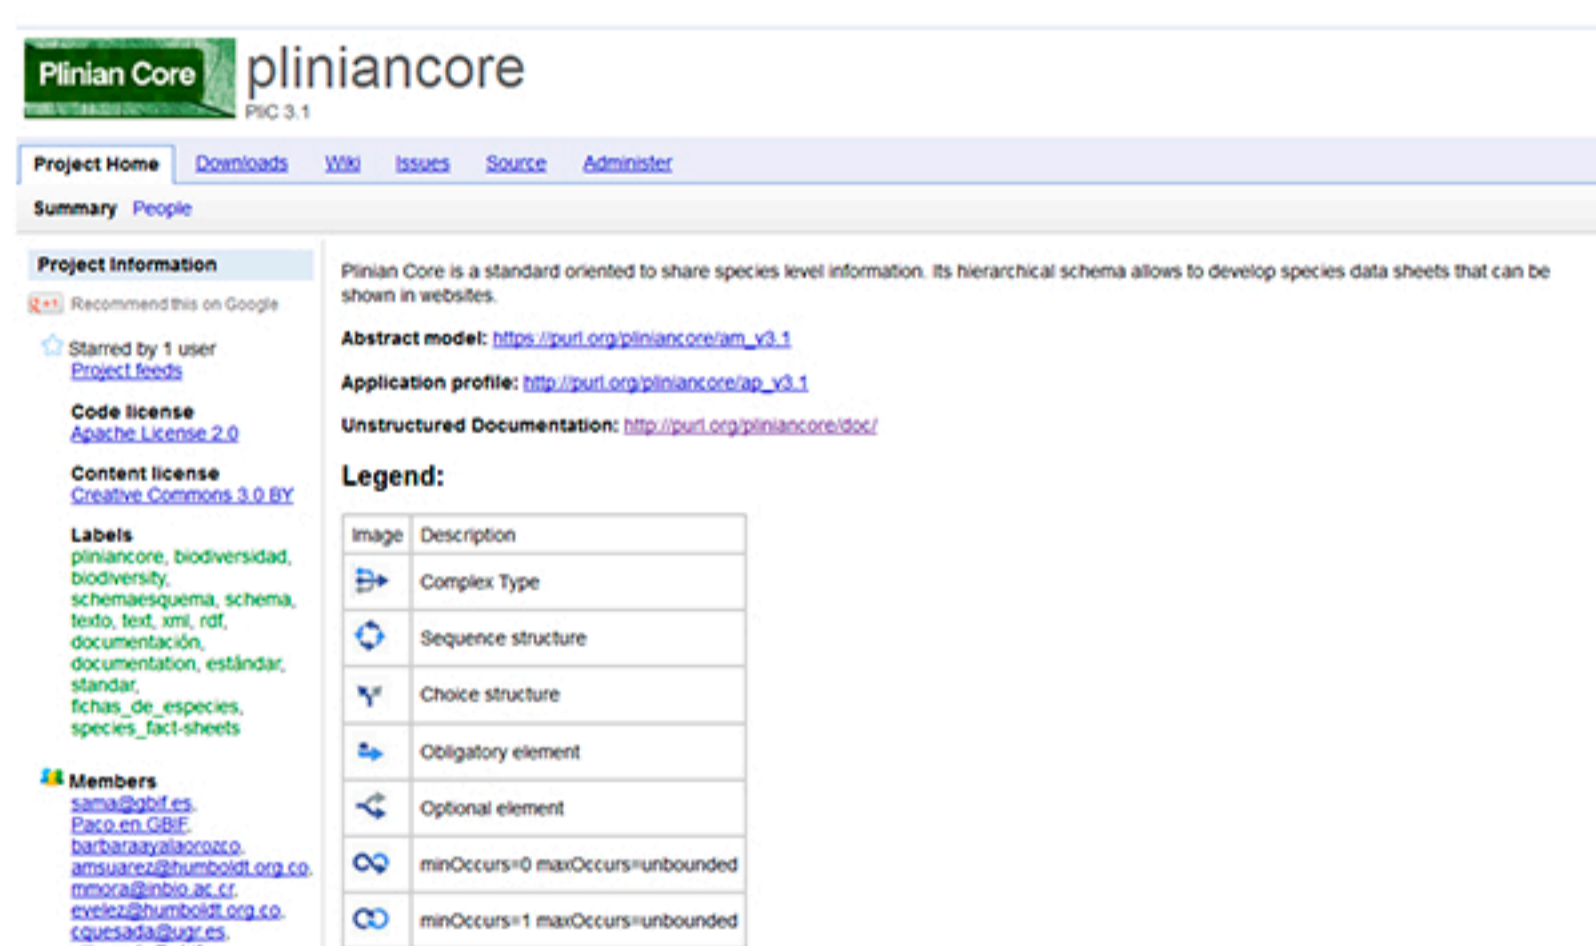 Plinian Core
pliniancore
PliC 3.1
Project Home Downloads Wiki Issues Source Administer
Summary People
Project Information
Recommend this on Google
Starred by 1 user
Project feeds
Code license
Apache License 2.0
Content license
Creative Commons 3.0 BY
Labels
pliniancore, biodiversidad,
biodiversity,
schemaesquema, schema,
texto, text, xml, rdf,
documentación,
documentation, estándar,
standar,
fichas_de_especies,
species_fact-sheets
Members
sama@gbif.es,
Paco.en.GBIF,
barbaraayalaorozco,
amsuarez@humboldt.org.co,
mmora@inbio.ac.cr,
evelez@humboldt.org.co,
cquesada@ugr.es,
Plinian Core is a standard oriented to share species level information. Its hierarchical schema allows to develop species data sheets that can be
shown in websites.
Abstract model: https://purl.org/pliniancore/am_v3.1
Application profile: http://purl.org/pliniancore/ap_v3.1
Unstructured Documentation: http://purl.org/pliniancore/doc/
Legend:
Image Description
Complex Type
Sequence structure
Choice structure
Obligatory element
Optional element
minOccurs=0 maxOccurs=unbounded
minOccurs=1 maxOccurs=unbounded